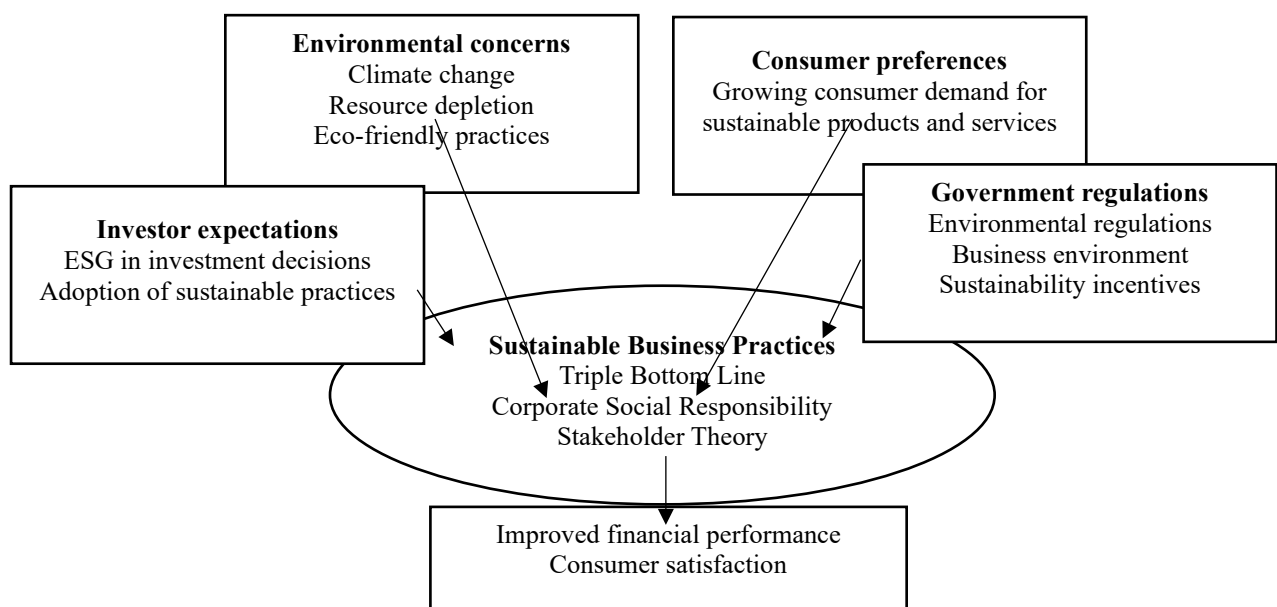 Environmental concerns
Climate change
Resource depletion
Eco-friendly practices
Consumer preferences
Growing consumer demand for
sustainable products and services
Investor expectations
ESG in investment decisions
Adoption of sustainable practices
Government regulations
Environmental regulations
Business environment
Sustainability incentives
Sustainable Business Practices
Triple Bottom Line
Corporate Social Responsibility
Stakeholder Theory
Improved financial performance
Consumer satisfaction